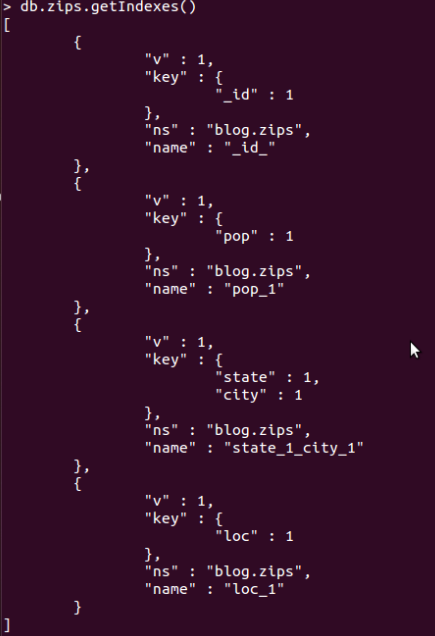 > db.zips.getIndexes()
[
        {
                "v" : 1,
                "key" : {
                        "_id" : 1
                },
                "ns" : "blog.zips",
                "name" : "_id_"
        },
        {
                "v" : 1,
                "key" : {
                        "pop" : 1
                },
                "ns" : "blog.zips",
                "name" : "pop_1"
        },
        {
                "v" : 1,
                "key" : {
                        "state" : 1,
                        "city" : 1
                },
                "ns" : "blog.zips",
                "name" : "state_1_city_1"
        },
        {
                "v" : 1,
                "key" : {
                        "loc" : 1
                },
                "ns" : "blog.zips",
                "name" : "loc_1"
        }
]